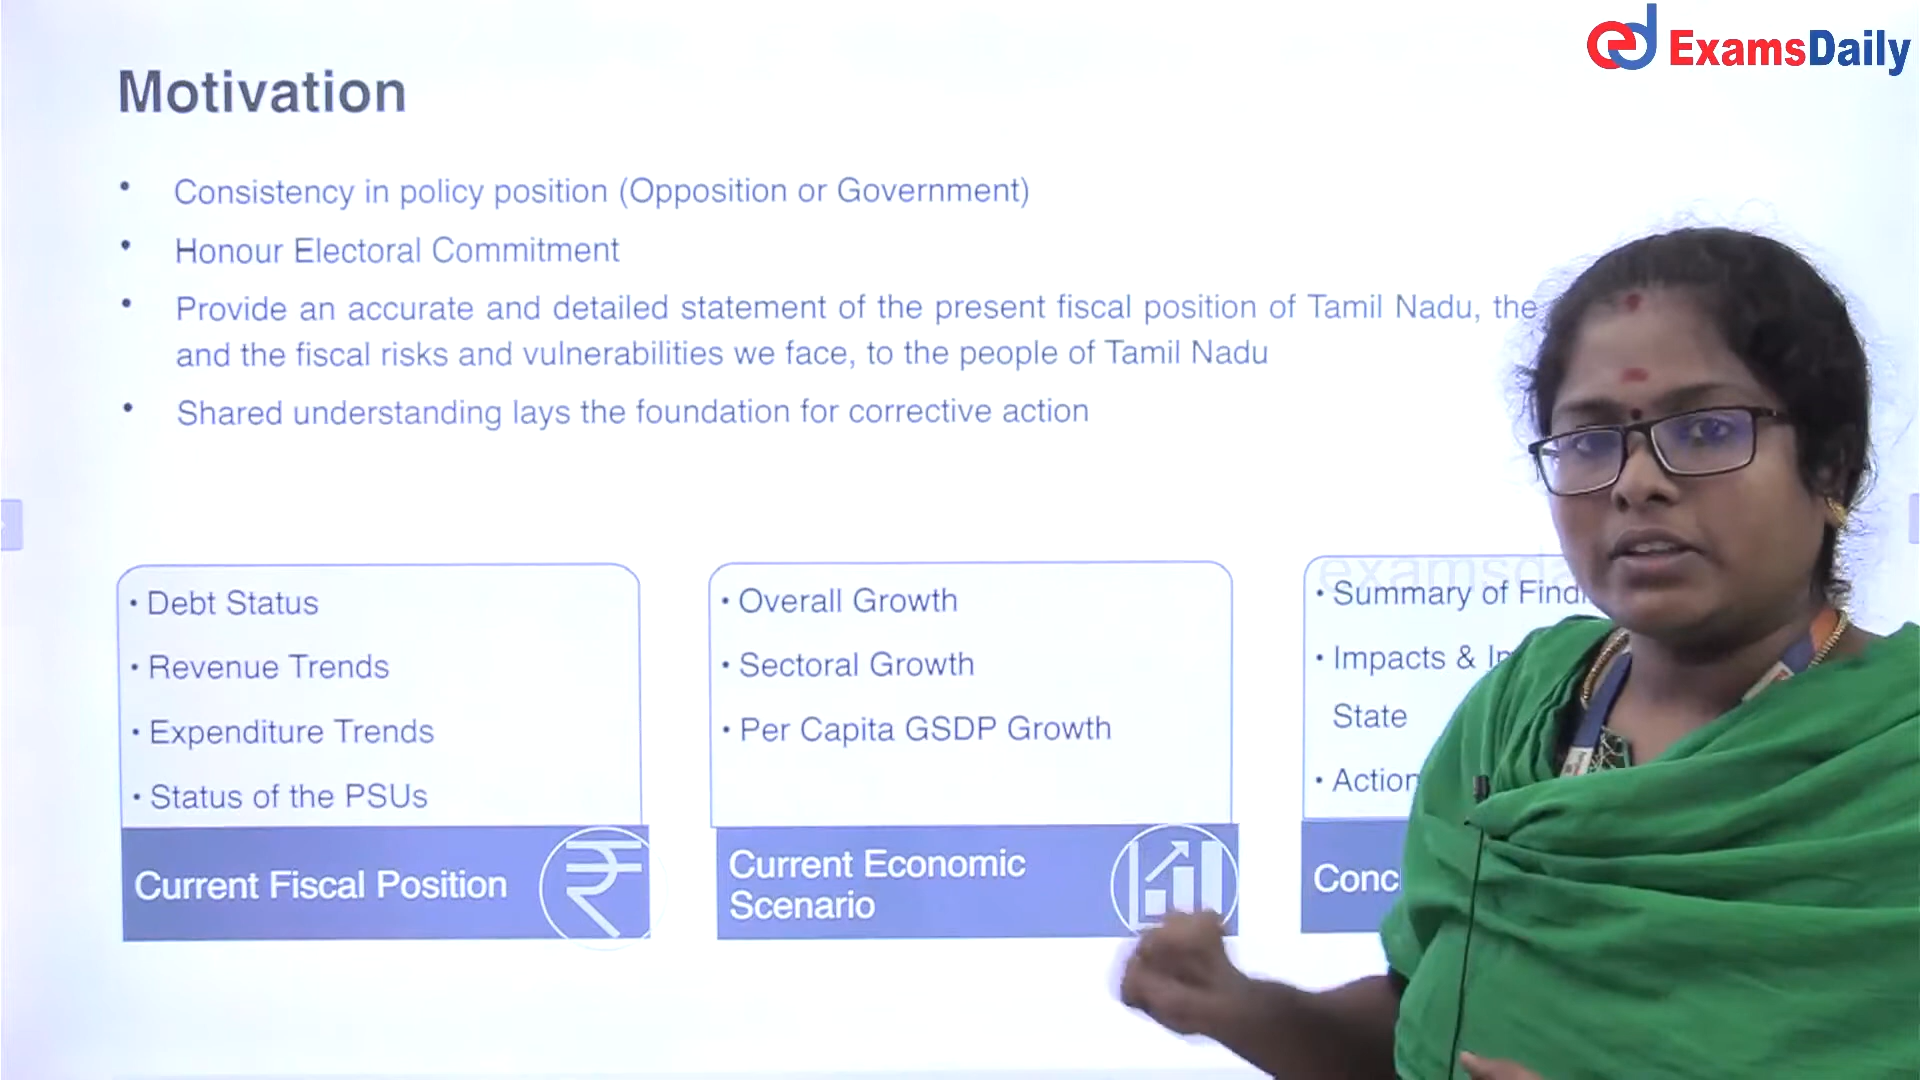 ExamsDaily
Motivation
• Consistency in policy position (Opposition or Government)
• Honour Electoral Commitment
• Provide an accurate and detailed statement of the present fiscal position of Tamil Nadu, the
and the fiscal risks and vulnerabilities we face, to the people of Tamil Nadu
• Shared understanding lays the foundation for corrective action
• Debt Status
• Revenue Trends
• Expenditure Trends
• Status of the PSUs
Current Fiscal Position
• Overall Growth
• Sectoral Growth
• Per Capita GSDP Growth
Current Economic
Scenario
examsda
• Summary of Find
• Impacts &
State
• Action
Conc